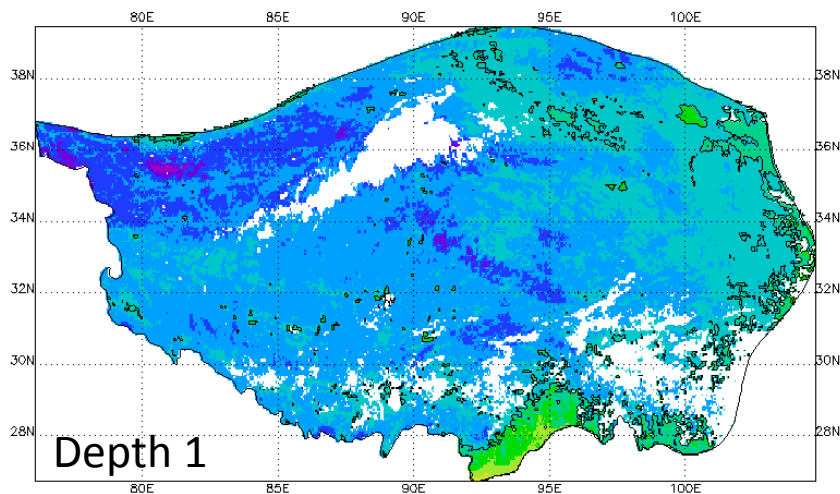 80E 85E 90E 95E 100E
38N 38N
36N 36N
34N 34N
32N 32N
30N 30N
28N 28N
Depth 1
80E 85E 90E 95E 100E